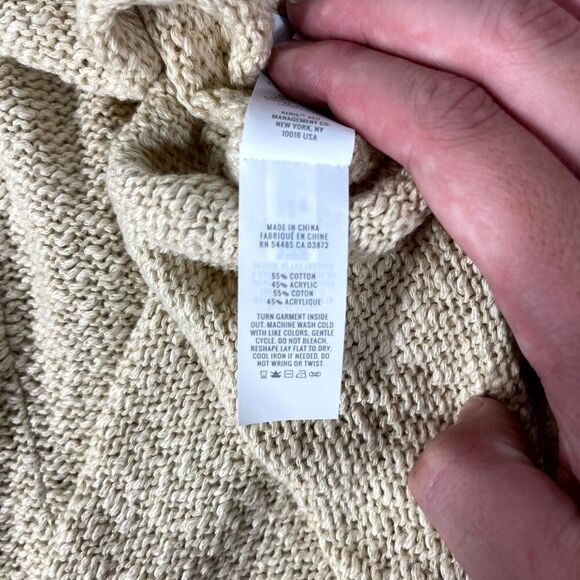 AERIE™ AEO
MANAGEMENT CO.
NEW YORK, NY
10016 USA
MADE IN CHINA
FABRIQUÉ EN CHINE
RN 54485 CA 03873
55% COTTON
45% ACRYLIC
55% COTON
45% ACRYLIQUE
TURN GARMENT INSIDE
OUT. MACHINE WASH COLD
WITH LIKE COLORS, GENTLE
CYCLE. DO NOT BLEACH.
RESHAPE LAY FLAT TO DRY.
COOL IRON IF NEEDED. DO
NOT WRING OR TWIST.